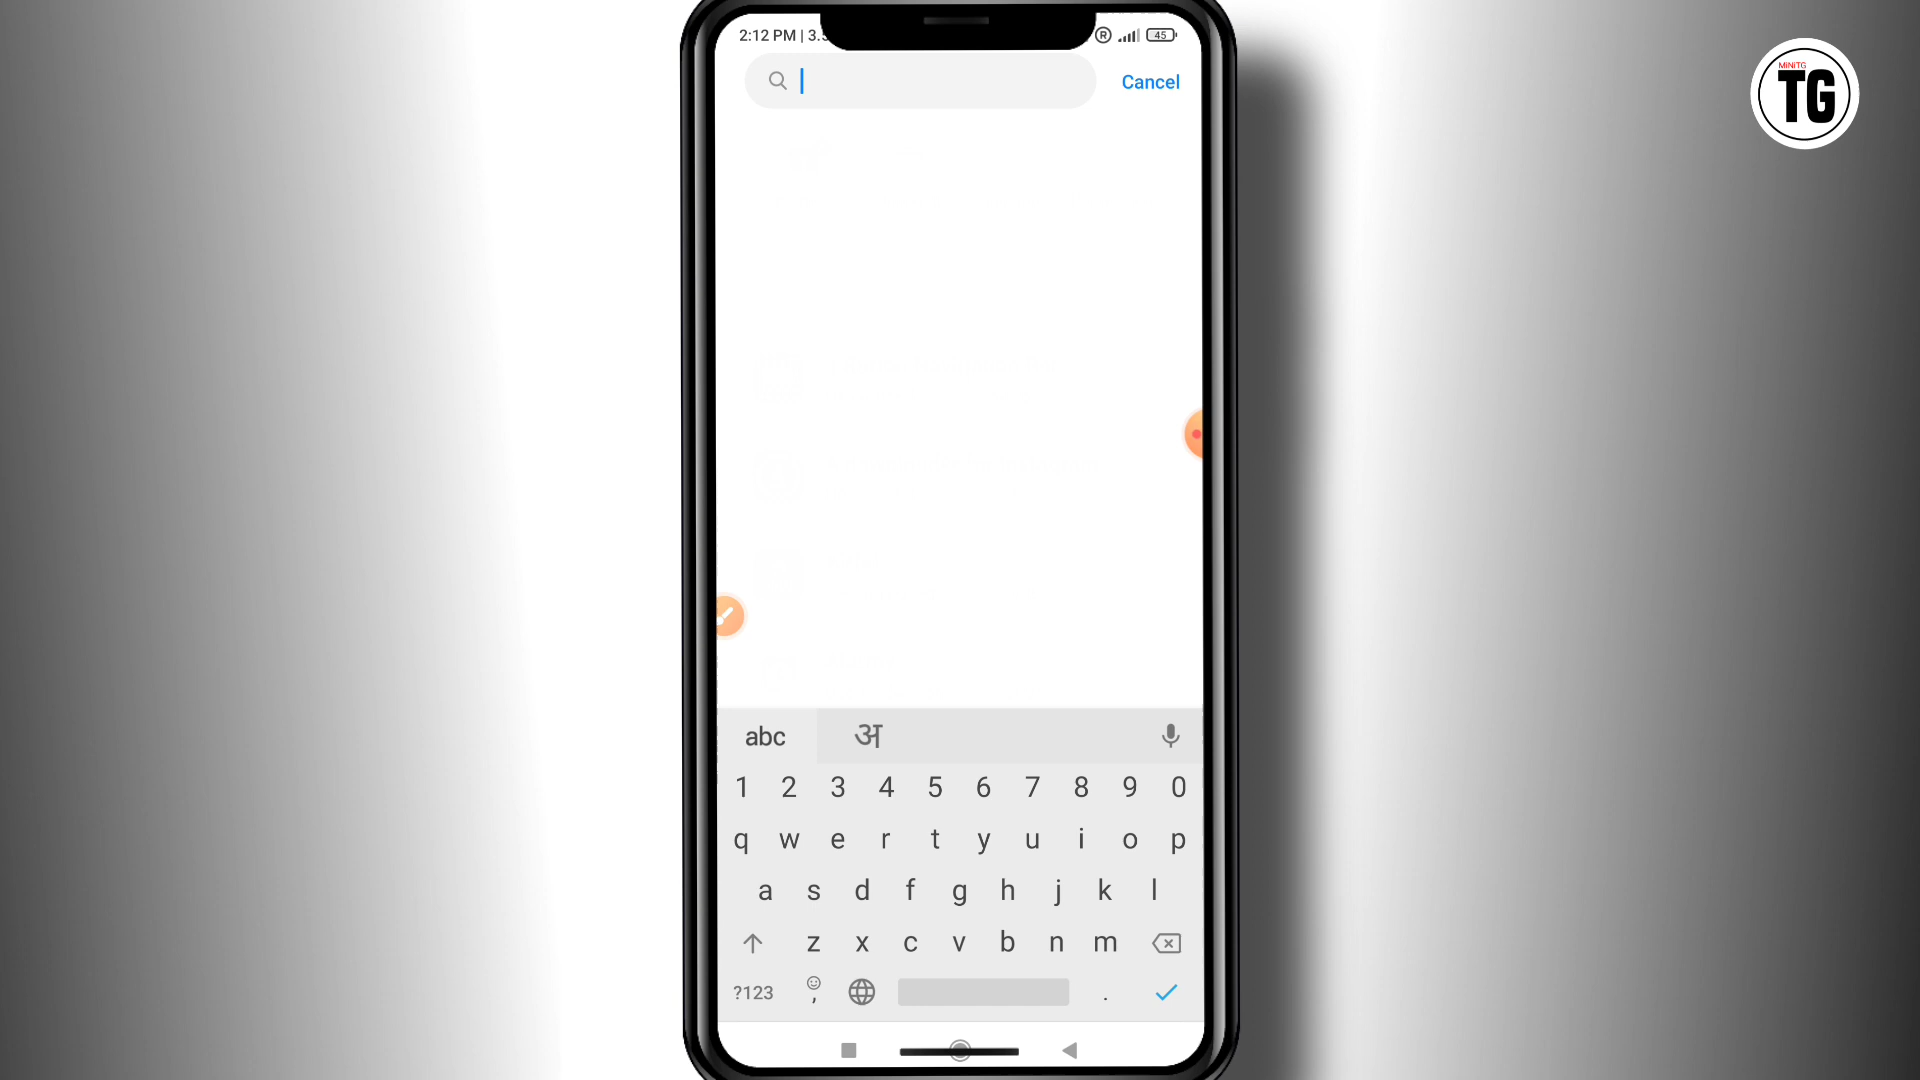 2:12 PM | 3.5
R
45
MiNiTG
TG
Cancel
abc
अ
1 2 3 4 5 6 7 8 9 0
q w e r t y u i o p
a s d f g h j k l
z x c v b n m
?123 , .